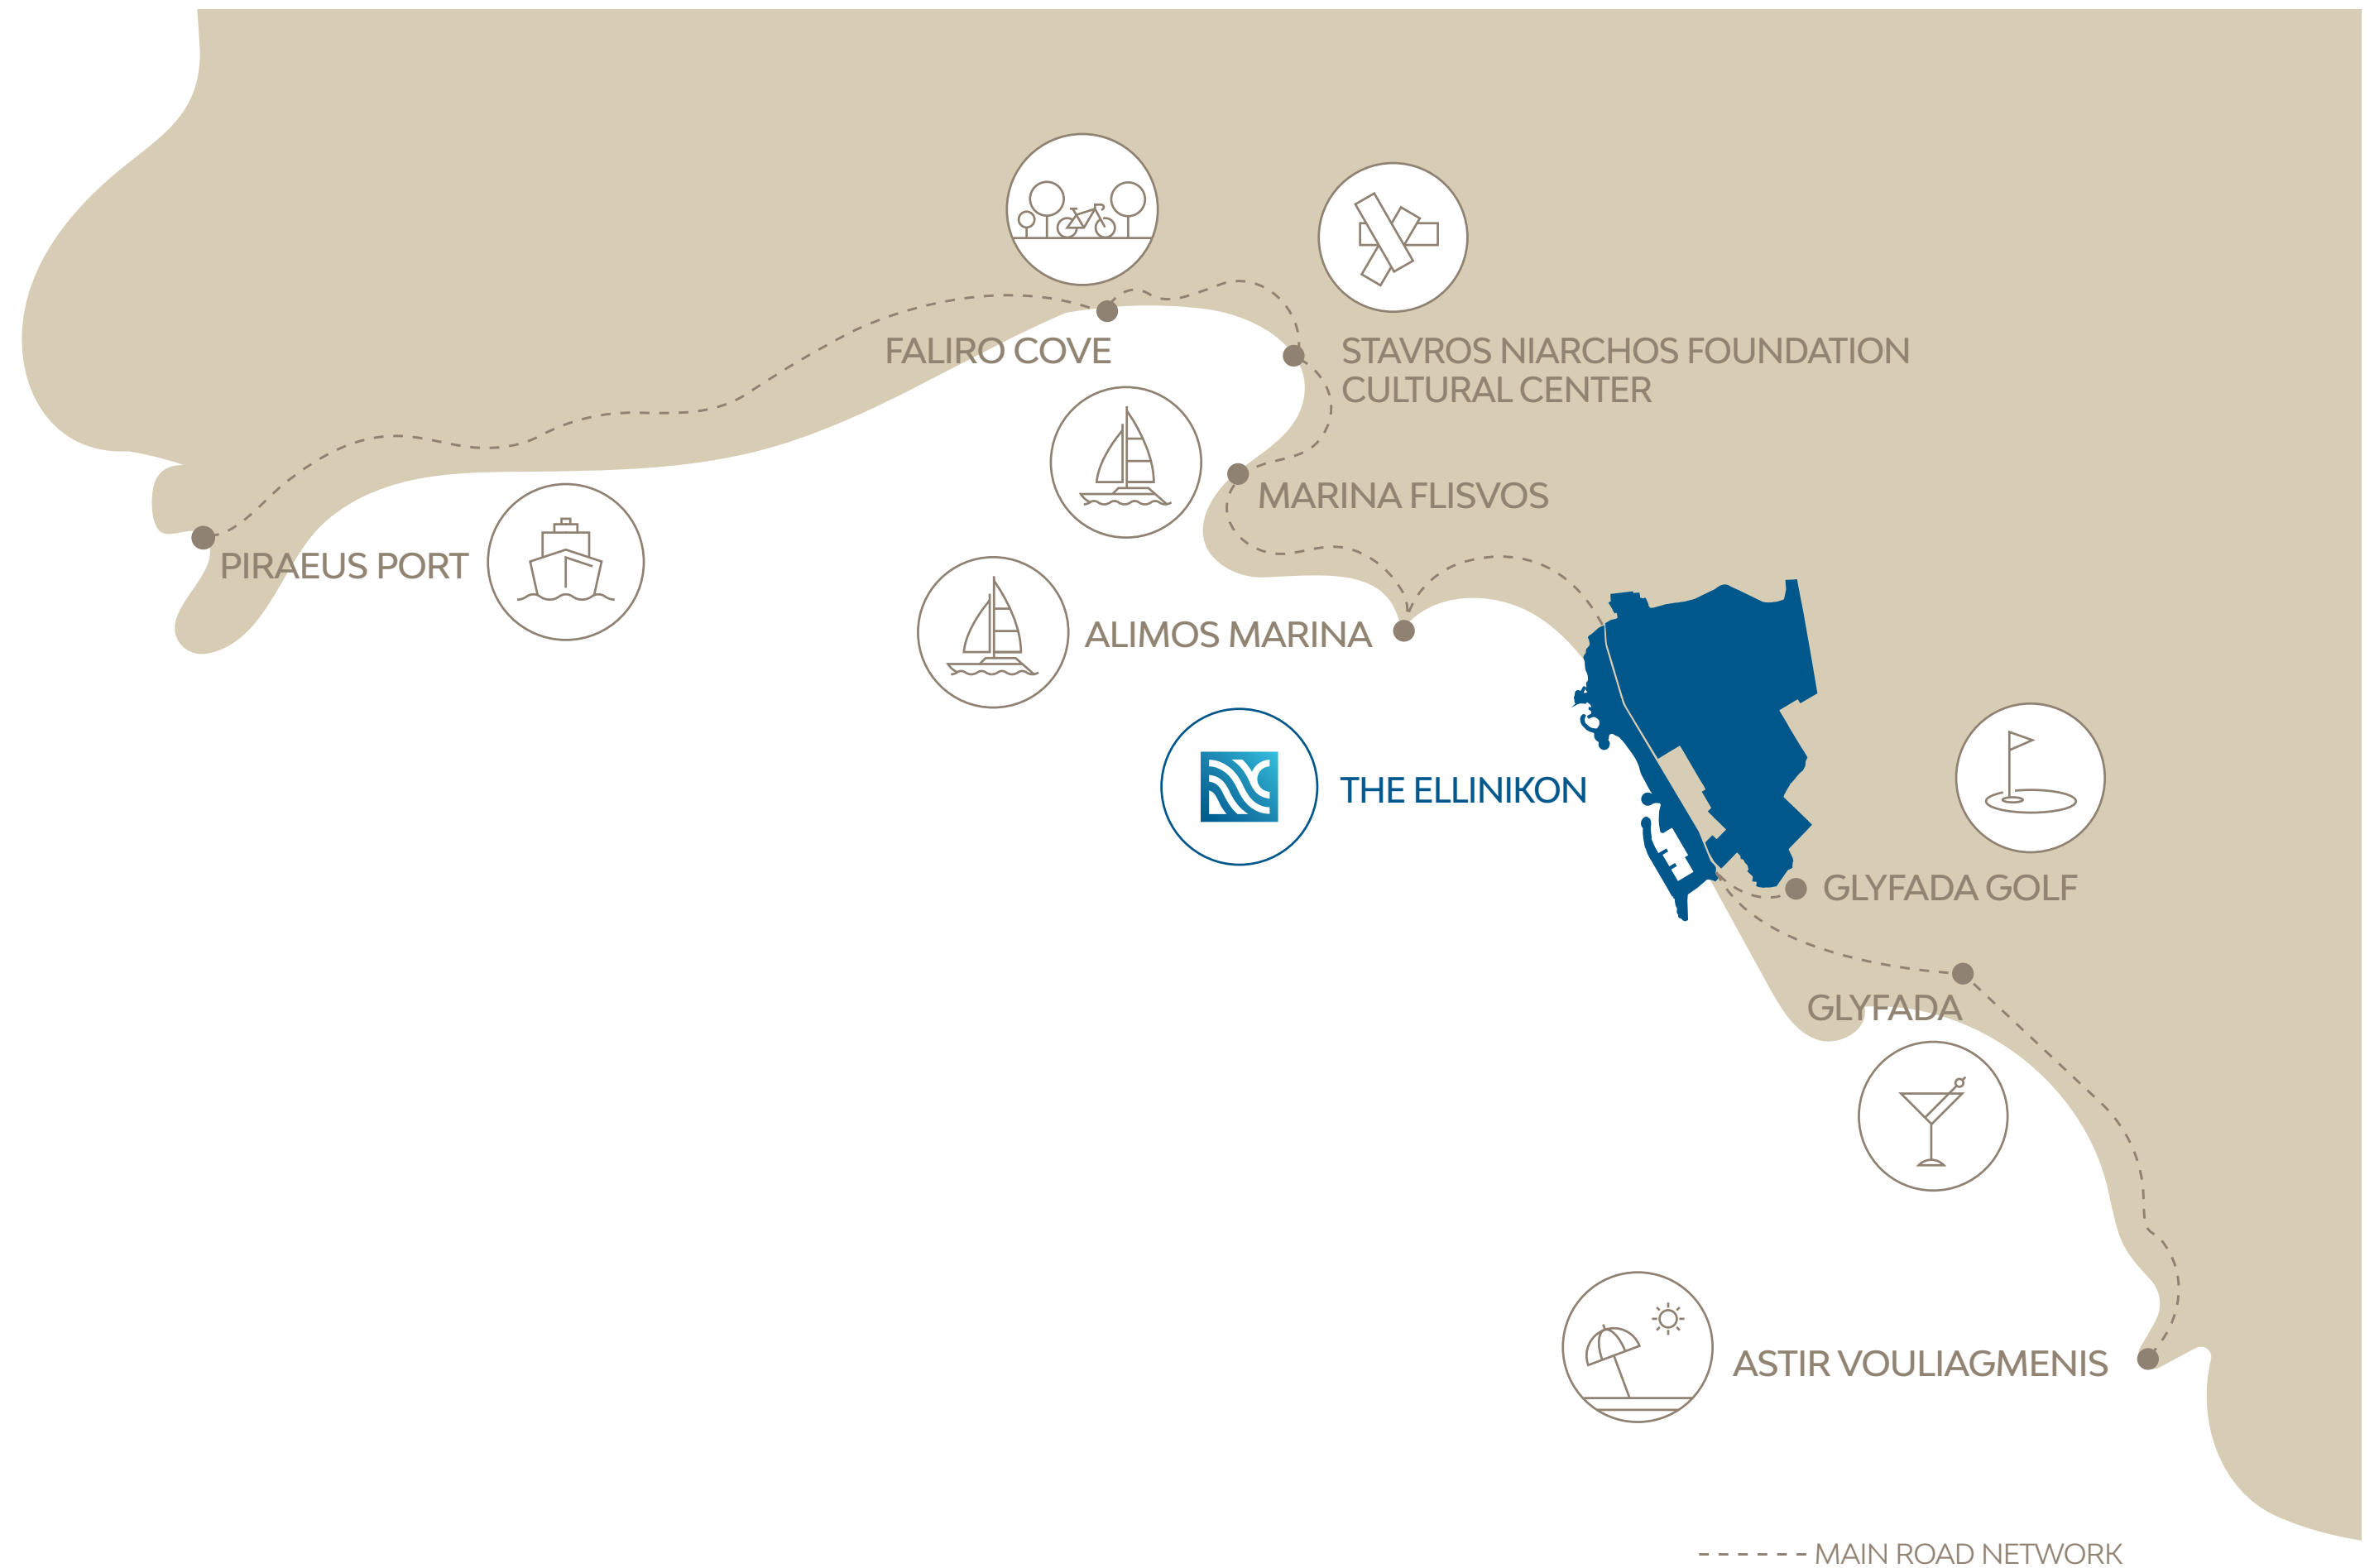 FALIRO COVE
STAVROS NIARCHOS FOUNDATION
CULTURAL CENTER
MARINA FLISVOS
PIRAEUS PORT
ALIMOS MARINA
THE ELLINIKON
GLYFADA GOLF
GLYFADA
ASTIR VOULIAGMENIS
MAIN ROAD NETWORK